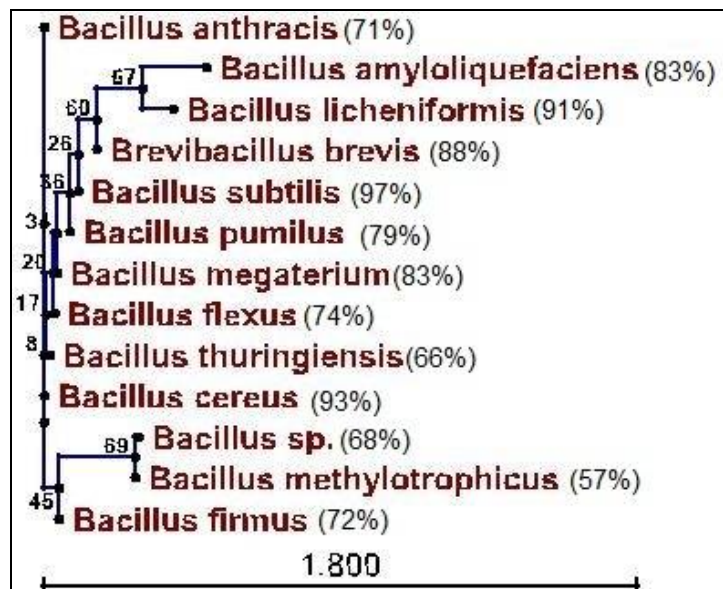 Bacillus anthracis (71%)
67 Bacillus amyloliquefaciens (83%)
60 Bacillus licheniformis (91%)
26 Brevibacillus brevis (88%)
36 Bacillus subtilis (97%)
3 Bacillus pumilus (79%)
20 Bacillus megaterium (83%)
17 Bacillus flexus (74%)
8 Bacillus thuringiensis (66%)
Bacillus cereus (93%)
69 Bacillus sp. (68%)
Bacillus methylotrophicus (57%)
45 Bacillus firmus (72%)
1.800